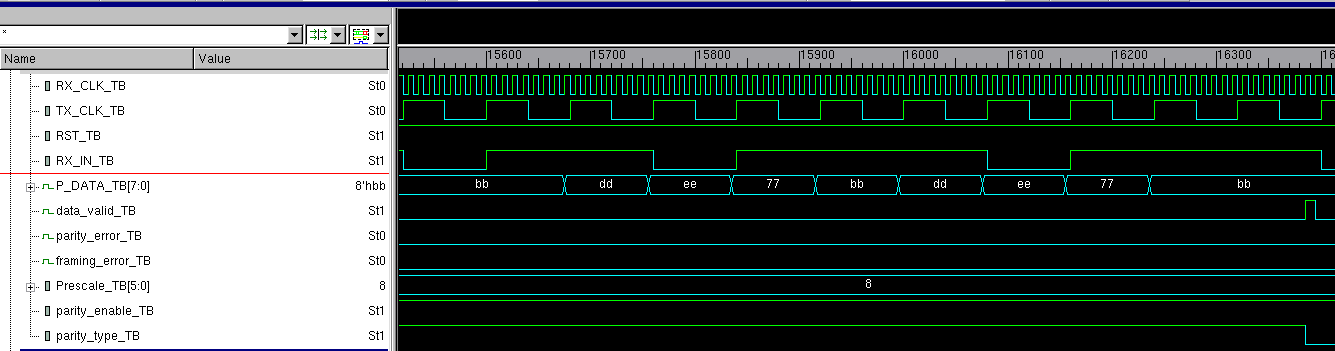 *
Name Value
15600 15700 15800 15900 16000 16100 16200 16300
RX_CLK_TB St0
TX_CLK_TB St0
RST_TB St1
RX_IN_TB St1
P_DATA_TB[7:0] 8'hbb bb dd ee 77 bb dd ee 77 bb
data_valid_TB St1
parity_error_TB St0
framing_error_TB St0
Prescale_TB[5:0] 8 8
parity_enable_TB St1
parity_type_TB St1